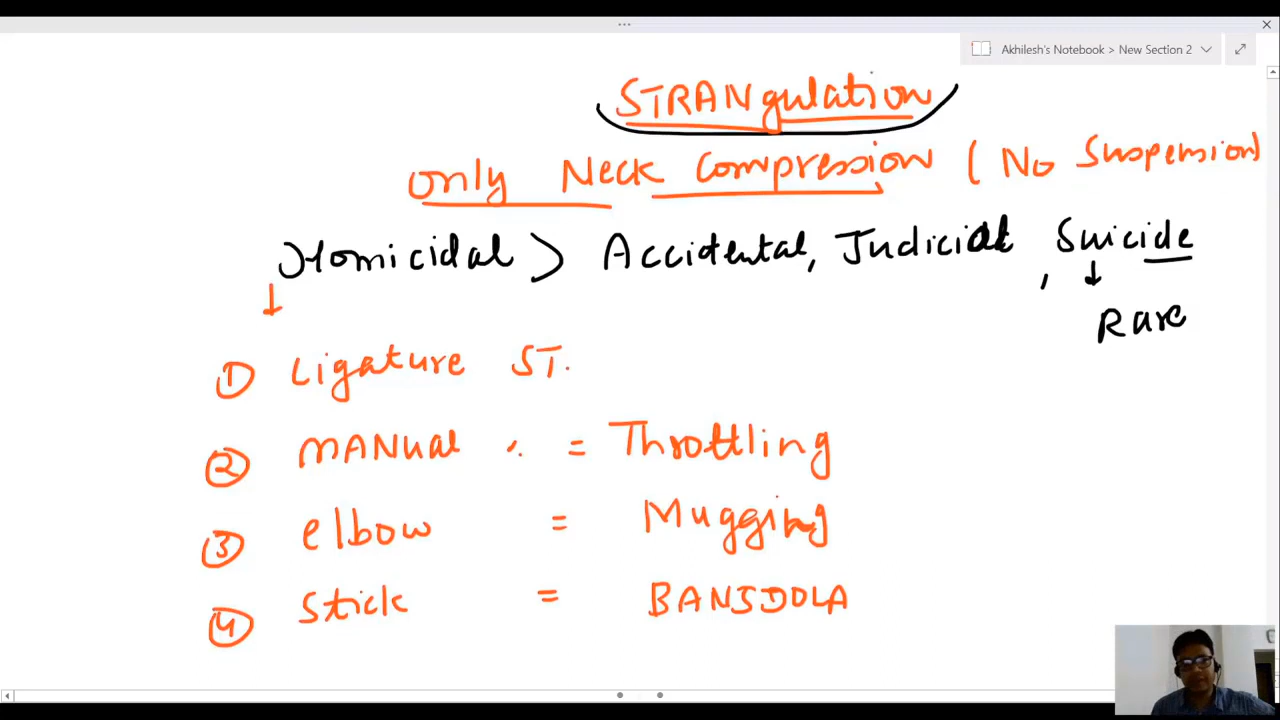 Akhilesh's Notebook > New Section 2
STRANgulation
only Neck Compression (No Suspension)
Homicidal > Accidental, Judicial, Suicide
↓ ↓
Rare
① Ligature ST.
② MANual " = Throttling
③ elbow = Mugging
④ Stick = BANSDOLA